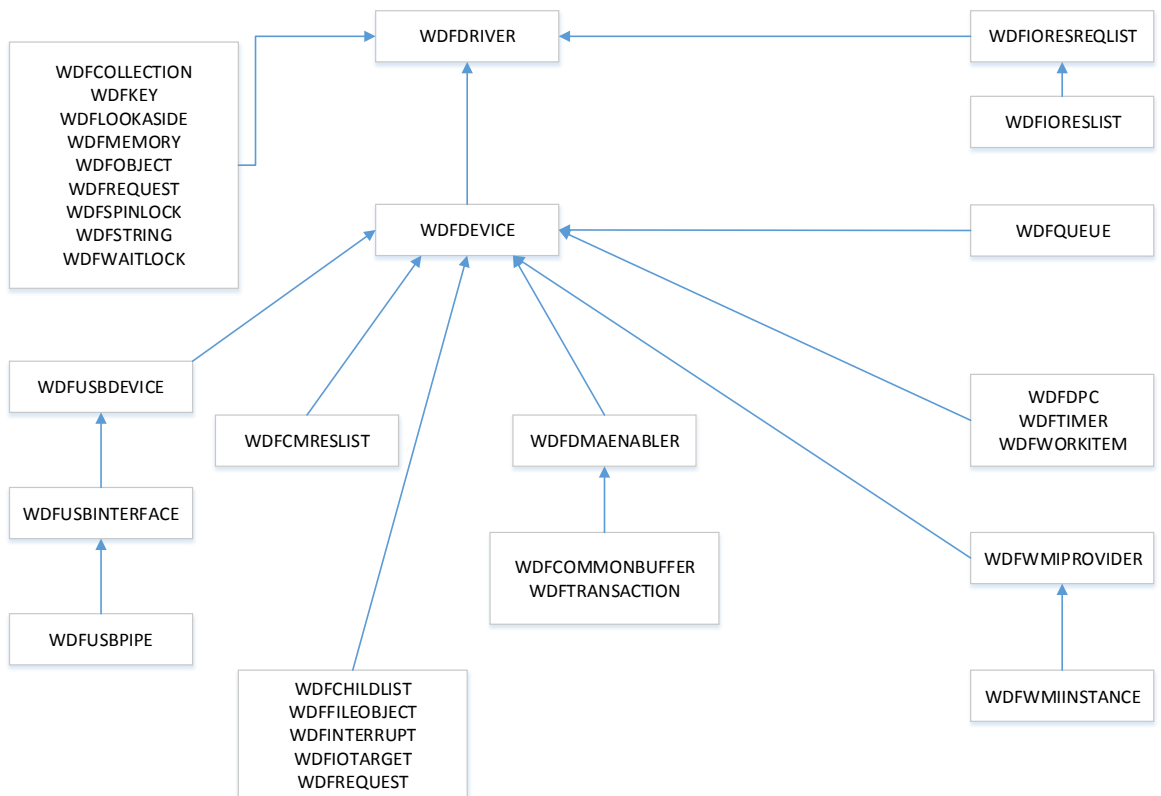 WDFDRIVER
WDFIORESREQLIST
WDFCOLLECTION
WDFKEY
WDFLOOKASIDE
WDFMEMORY
WDFOBJECT
WDFREQUEST
WDFSPINLOCK
WDFSTRING
WDFWAITLOCK
WDFIORESLIST
WDFDEVICE
WDFQUEUE
WDFUSBDEVICE
WDFCMRESLIST
WDFDMAENABLER
WDFDPC
WDFTIMER
WDFWORKITEM
WDFUSBINTERFACE
WDFCOMMONBUFFER
WDFTRANSACTION
WDFWMIPROVIDER
WDFUSBPIPE
WDFCHILDLIST
WDFFILEOBJECT
WDFINTERRUPT
WDFIOTARGET
WDFREQUEST
WDFWMIINSTANCE